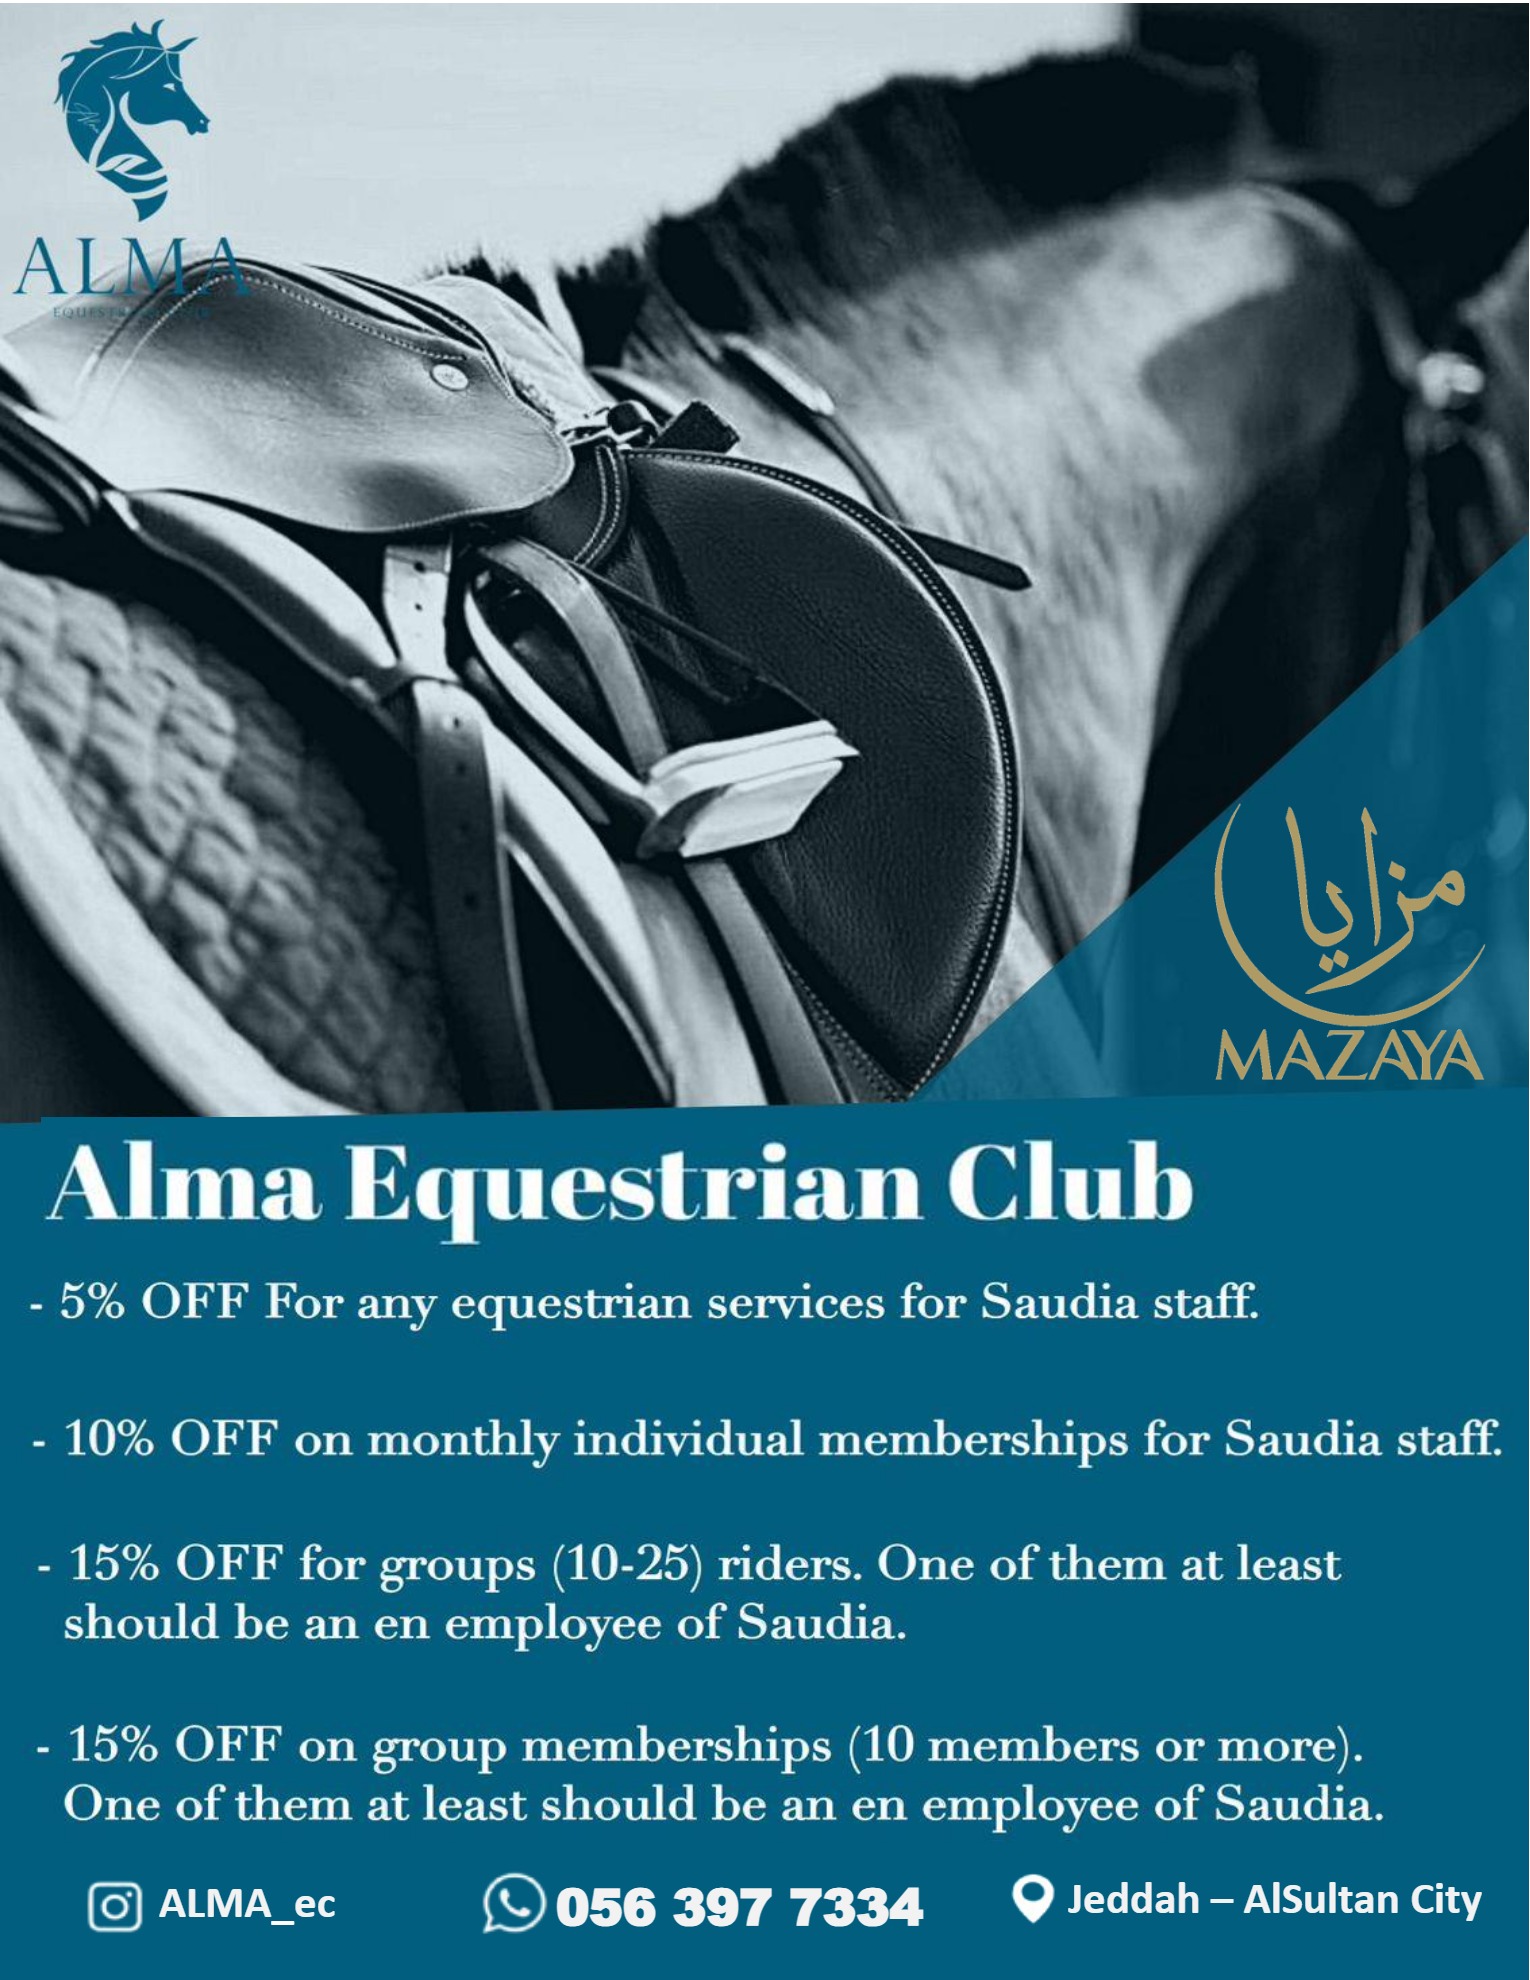 ALMA
EQUESTRIAN CLUB
مزايا
MAZAYA
Alma Equestrian Club
- 5% OFF For any equestrian services for Saudia staff.
- 10% OFF on monthly individual memberships for Saudia staff.
- 15% OFF for groups (10-25) riders. One of them at least
should be an en employee of Saudia.
- 15% OFF on group memberships (10 members or more).
One of them at least should be an en employee of Saudia.
ALMA_ec
056 397 7334
Jeddah – AlSultan City